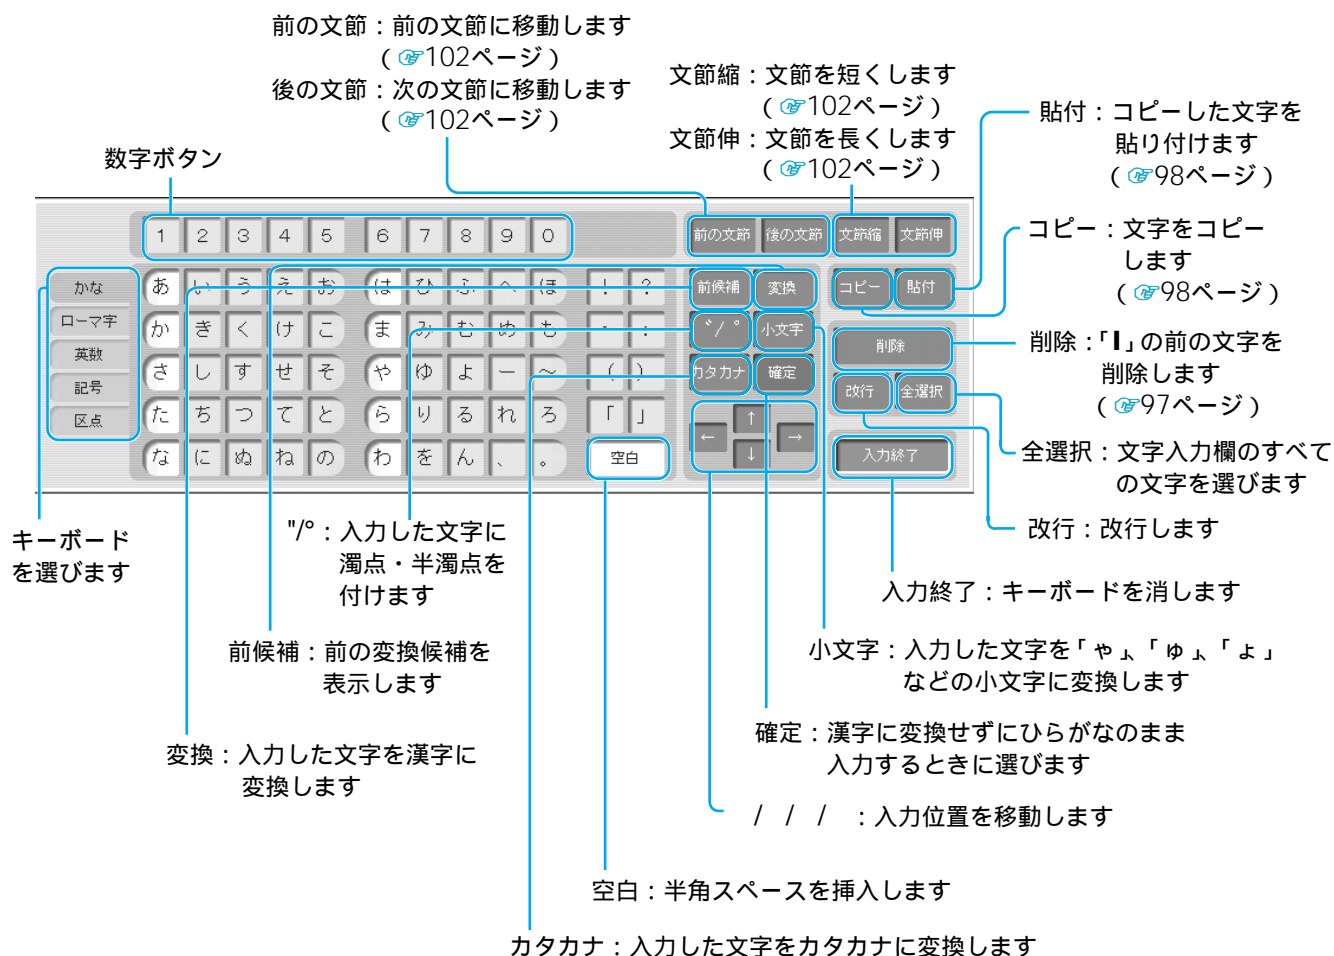 前の文節：前の文節に移動します
（☞102ページ）
後の文節：次の文節に移動します
（☞102ページ）
文節縮：文節を短くします
（☞102ページ）
文節伸：文節を長くします
（☞102ページ）
貼付：コピーした文字を
貼り付けます
（☞98ページ）
数字ボタン
コピー：文字をコピー
します
（☞98ページ）
1 2 3 4 5 6 7 8 9 0
前の文節 後の文節 文節縮 文節伸
かな
ローマ字
英数
記号
区点
あ い う え お は ひ ふ へ ほ ！ ？
か き く け こ ま み む め も ・ ：
さ し す せ そ や ゆ よ ー ～ （ ）
た ち つ て と ら り る れ ろ 「 」
な に ぬ ね の わ を ん 、 。 空白
前候補 変換 コピー 貼付
゛/ ゜ 小文字 削除
カタカナ 確定 改行 全選択
↑
← →
↓
入力終了
削除：「┃」の前の文字を
削除します
（☞97ページ）
全選択：文字入力欄のすべて
の文字を選びます
改行：改行します
キーボード
を選びます
"/°：入力した文字に
濁点・半濁点を
付けます
入力終了：キーボードを消します
前候補：前の変換候補を
表示します
小文字：入力した文字を「ゃ」、「ゅ」、「ょ」
などの小文字に変換します
変換：入力した文字を漢字に
変換します
確定：漢字に変換せずにひらがなのまま
入力するときに選びます
/ / / ：入力位置を移動します
空白：半角スペースを挿入します
カタカナ：入力した文字をカタカナに変換します